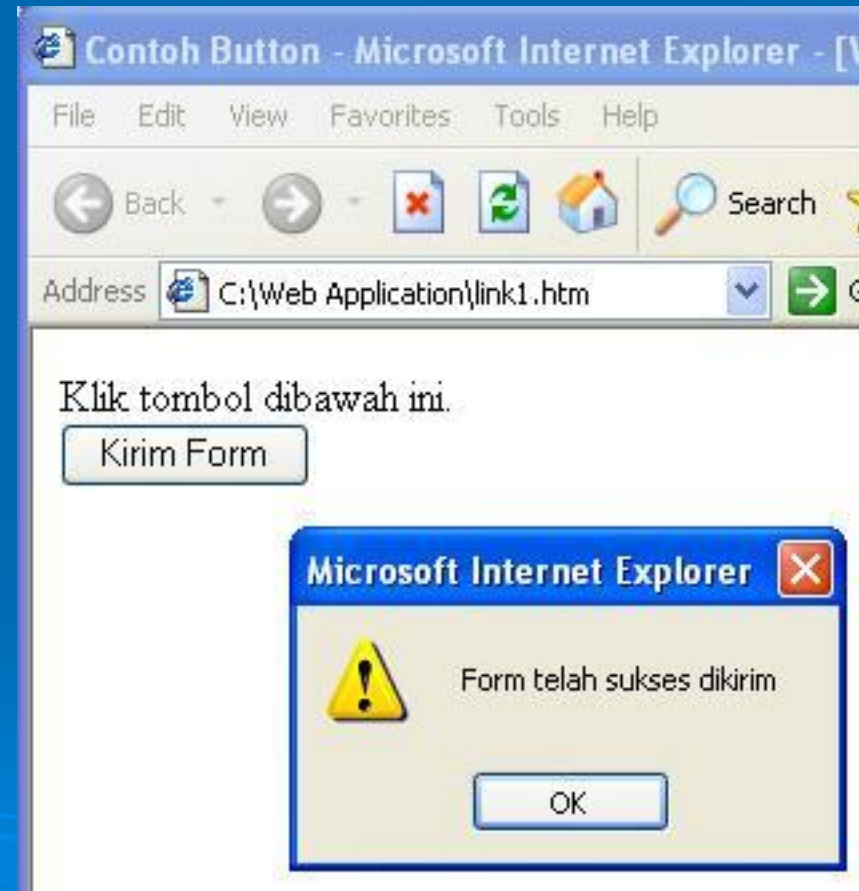 Contoh Button - Microsoft Internet Explorer - [
File Edit View Favorites Tools Help
Back Search
Address C:\Web Application\link1.htm
Klik tombol dibawah ini.
Kirim Form
Microsoft Internet Explorer
Form telah sukses dikirim
OK